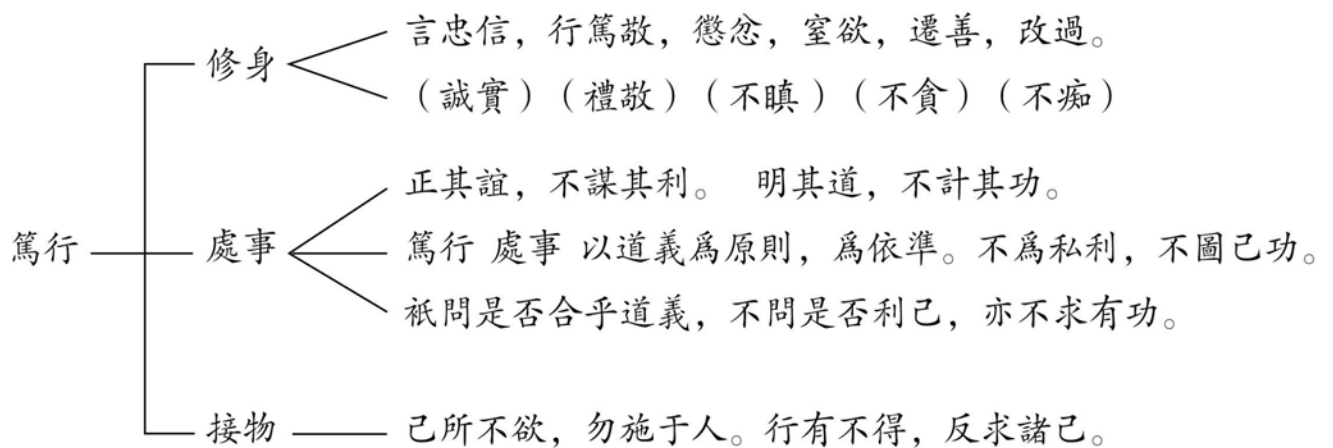 篤行
修身
言忠信，行篤敬，懲忿，窒欲，遷善，改過。
（誠實）（禮敬）（不瞋）（不貪）（不痴）
處事
正其誼，不謀其利。 明其道，不計其功。
篤行 處事 以道義爲原則，爲依準。不爲私利，不圖己功。
衹問是否合乎道義，不問是否利己，亦不求有功。
接物
己所不欲，勿施于人。行有不得，反求諸己。